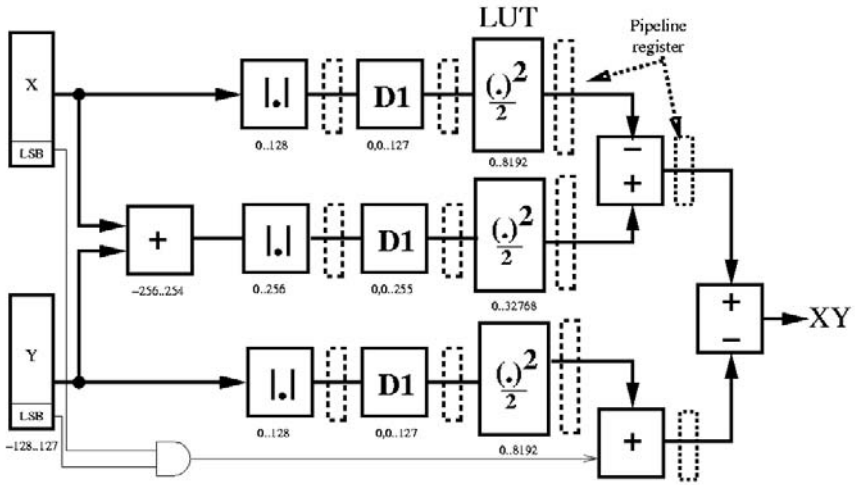 LUT
Pipeline
register
X
LSB
|.|
0..128
D1
0,0..127
(.)²
2
0..8192
−
+
+
−256..254
|.|
0..256
D1
0,0..255
(.)²
2
0..32768
+
−
XY
Y
LSB
−128..127
|.|
0..128
D1
0,0..127
(.)²
2
0..8192
+